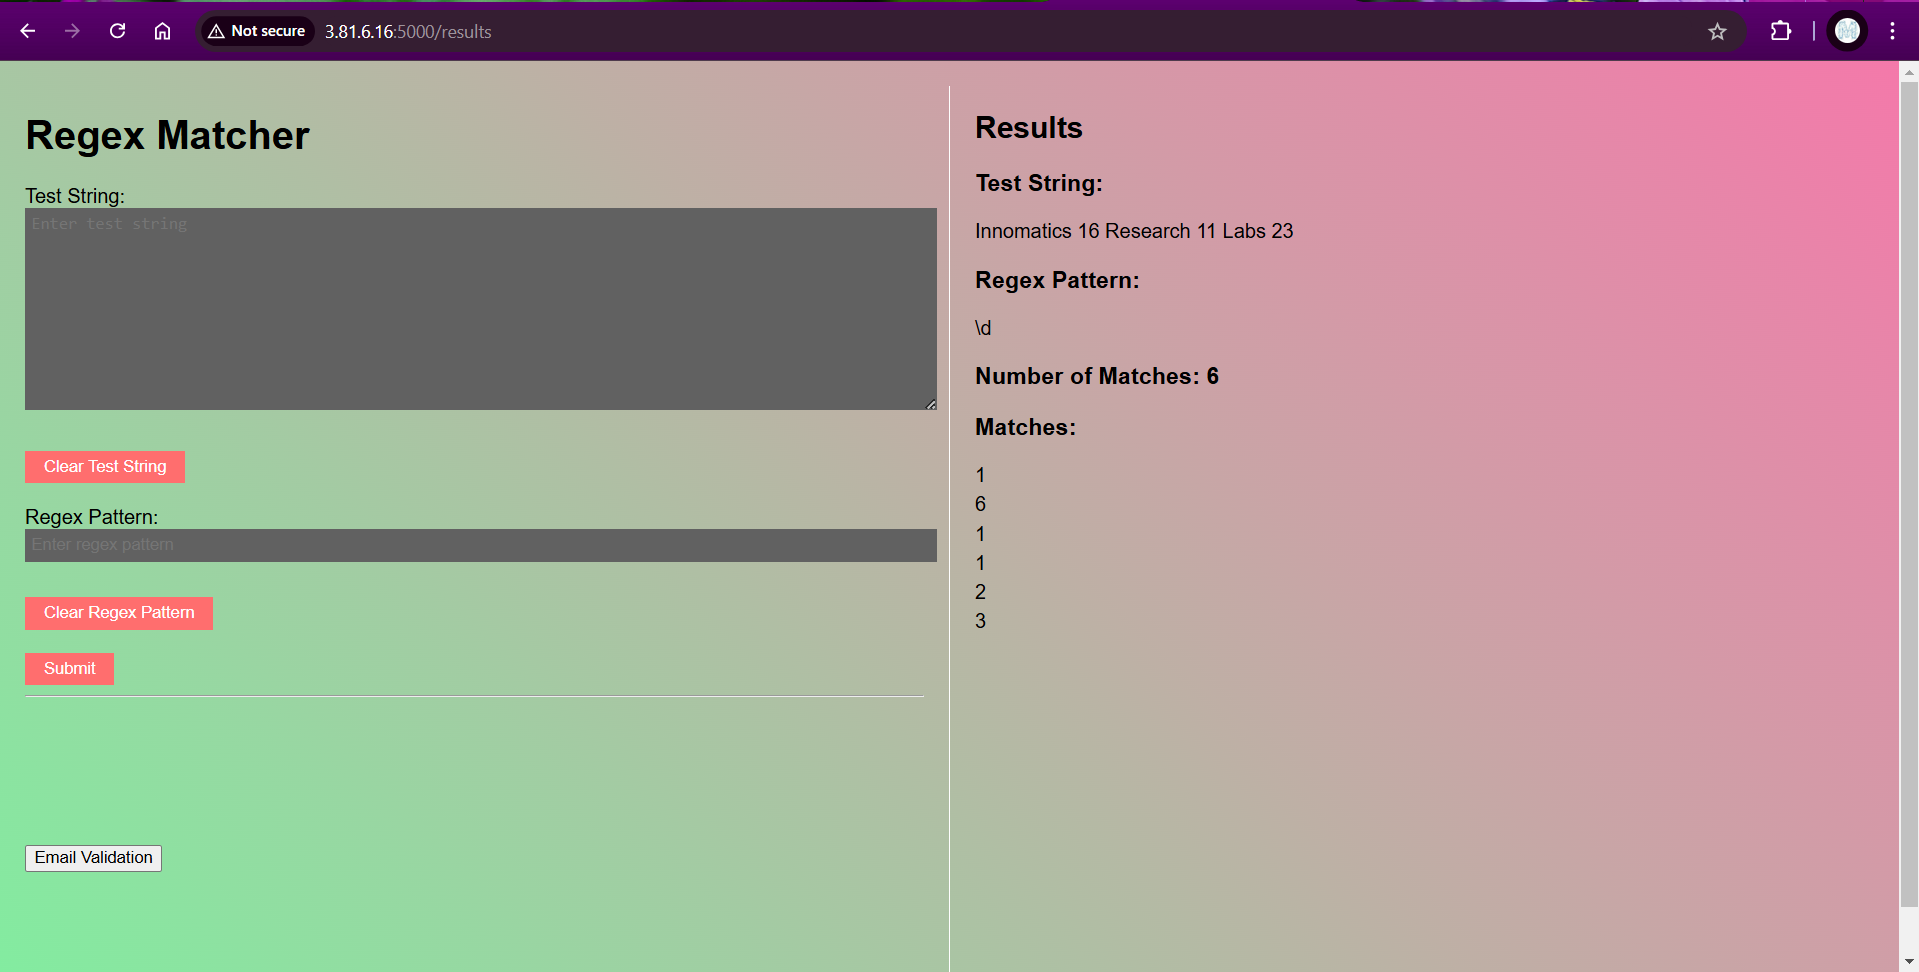 Not secure 3.81.6.16:5000/results
Regex Matcher
Test String:
Enter test string
Clear Test String
Regex Pattern:
Enter regex pattern
Clear Regex Pattern
Submit
Email Validation
Results
Test String:
Innomatics 16 Research 11 Labs 23
Regex Pattern:
\d
Number of Matches: 6
Matches:
1
6
1
1
2
3